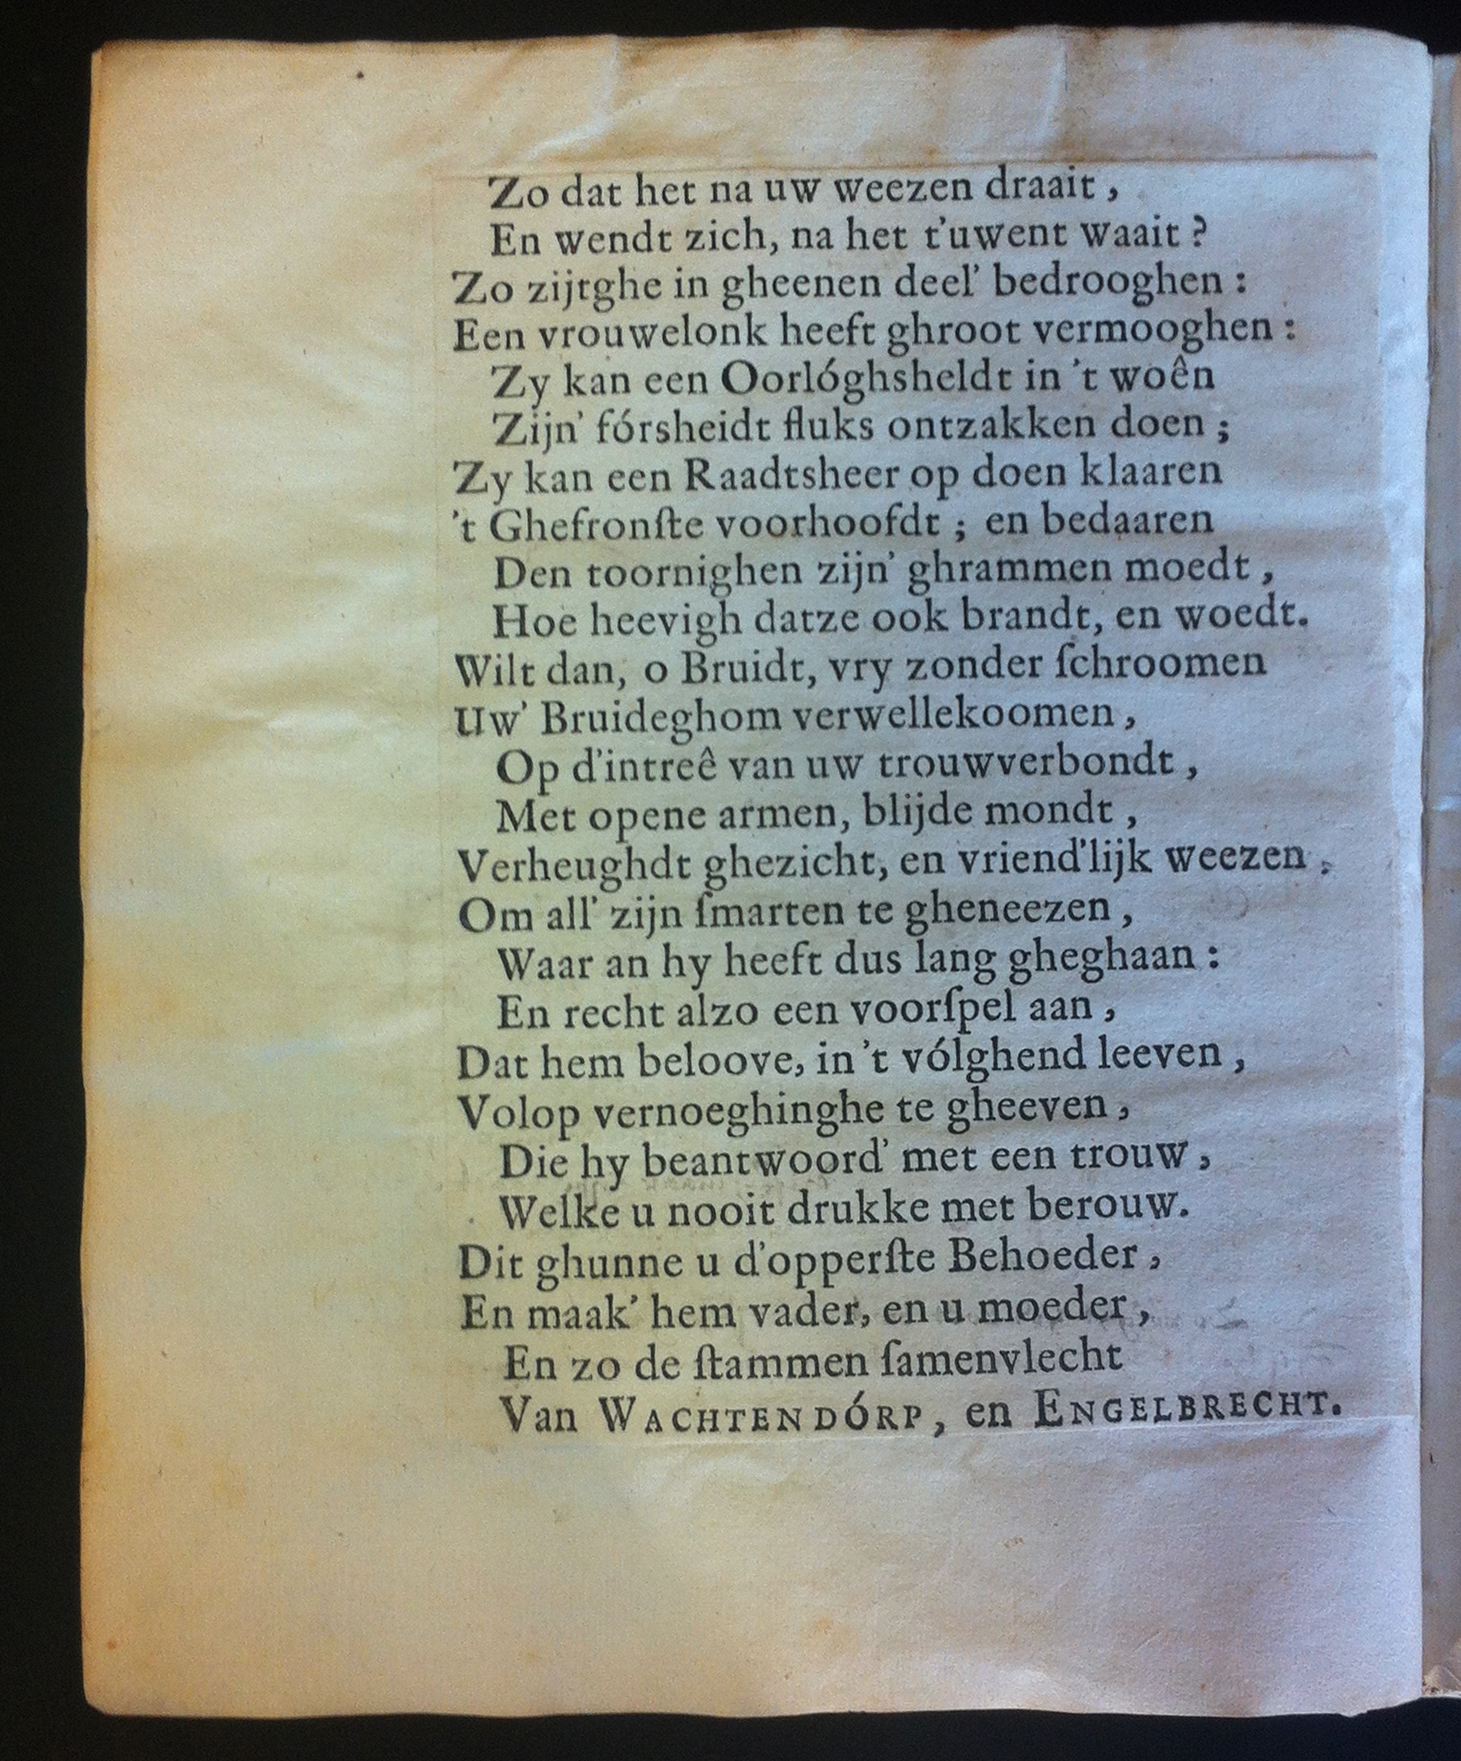 Zo dat het na uw weezen draait,
En wendt zich, na het t'uwent waait?
Zo zijtghe in gheenen deel' bedrooghen:
Een vrouwelonk heeft ghroot vermooghen:
Zy kan een Oorlóghsheldt in 't woên
Zijn' fórsheidt fluks ontzakken doen;
Zy kan een Raadtsheer op doen klaaren
't Ghefronſte voorhoofdt; en bedaaren
Den toornighen zijn' ghrammen moedt,
Hoe heevigh datze ook brandt, en woedt.
Wilt dan, o Bruidt, vry zonder ſchroomen
Uw' Bruideghom verwellekoomen,
Op d'intreê van uw trouwverbondt,
Met opene armen, blijde mondt,
Verheughdt ghezicht, en vriend'lijk weezen,
Om all' zijn ſmarten te gheneezen,
Waar an hy heeft dus lang gheghaan:
En recht alzo een voorſpel aan,
Dat hem beloove, in 't vólghend leeven,
Volop vernoeghinghe te gheeven,
Die hy beantwoord' met een trouw,
Welke u nooit drukke met berouw.
Dit ghunne u d'opperſte Behoeder,
En maak' hem vader, en u moeder,
En zo de ſtammen ſamenvlecht
Van WACHTENDÓRP, en ENGELBRECHT.